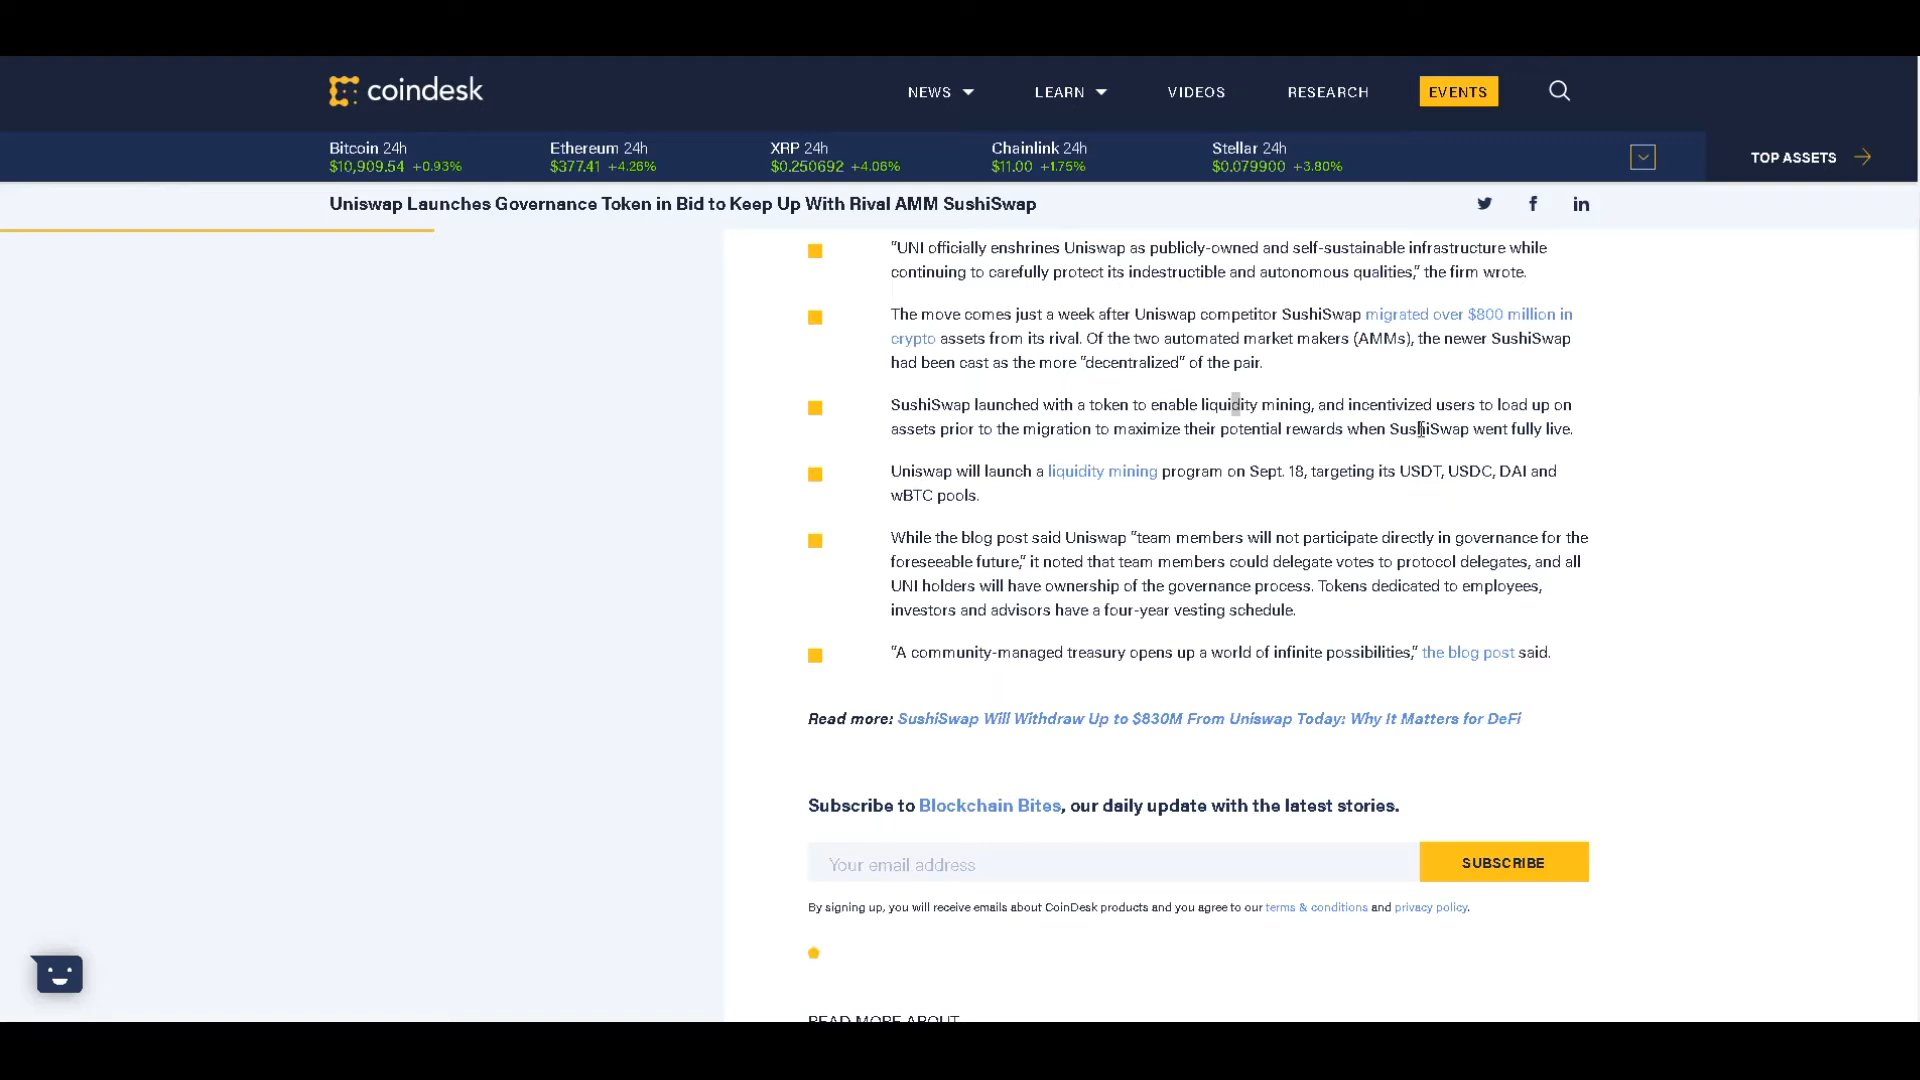 coindesk
NEWS
LEARN
VIDEOS
RESEARCH
EVENTS
Bitcoin 24h
$10,909.54 +0.93%
Ethereum 24h
$377.41 +4.26%
XRP 24h
$0.250692 +4.06%
Chainlink 24h
$11.00 +1.75%
Stellar 24h
$0.079900 +3.80%
TOP ASSETS
Uniswap Launches Governance Token in Bid to Keep Up With Rival AMM SushiSwap
"UNI officially enshrines Uniswap as publicly-owned and self-sustainable infrastructure while
continuing to carefully protect its indestructible and autonomous qualities," the firm wrote.
The move comes just a week after Uniswap competitor SushiSwap migrated over $800 million in
crypto assets from its rival. Of the two automated market makers (AMMs), the newer SushiSwap
had been cast as the more "decentralized" of the pair.
SushiSwap launched with a token to enable liquidity mining, and incentivized users to load up on
assets prior to the migration to maximize their potential rewards when SushiSwap went fully live.
Uniswap will launch a liquidity mining program on Sept. 18, targeting its USDT, USDC, DAI and
wBTC pools.
While the blog post said Uniswap "team members will not participate directly in governance for the
foreseeable future," it noted that team members could delegate votes to protocol delegates, and all
UNI holders will have ownership of the governance process. Tokens dedicated to employees,
investors and advisors have a four-year vesting schedule.
"A community-managed treasury opens up a world of infinite possibilities," the blog post said.
Read more: SushiSwap Will Withdraw Up to $830M From Uniswap Today: Why It Matters for DeFi
Subscribe to Blockchain Bites, our daily update with the latest stories.
Your email address
SUBSCRIBE
By signing up, you will receive emails about CoinDesk products and you agree to our terms & conditions and privacy policy.
READ MORE ABOUT